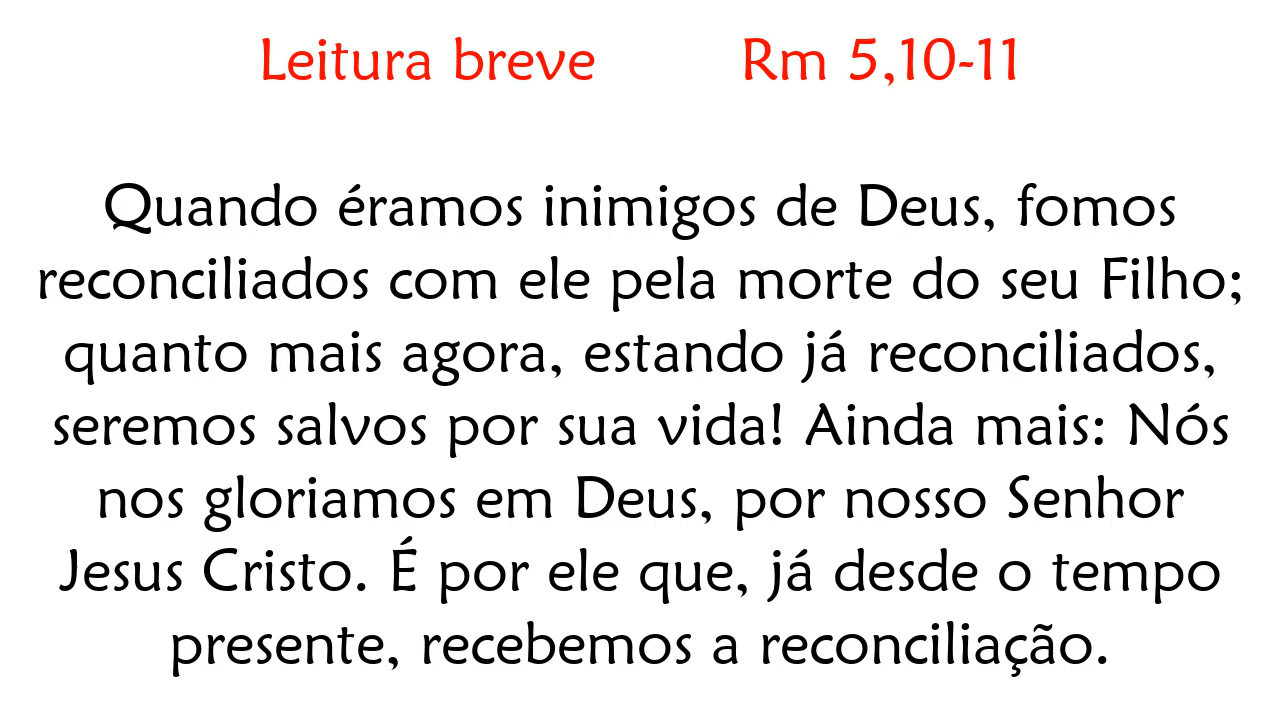 Leitura breve Rm 5,10-11
Quando éramos inimigos de Deus, fomos
reconciliados com ele pela morte do seu Filho;
quanto mais agora, estando já reconciliados,
seremos salvos por sua vida! Ainda mais: Nós
nos gloriamos em Deus, por nosso Senhor
Jesus Cristo. É por ele que, já desde o tempo
presente, recebemos a reconciliação.